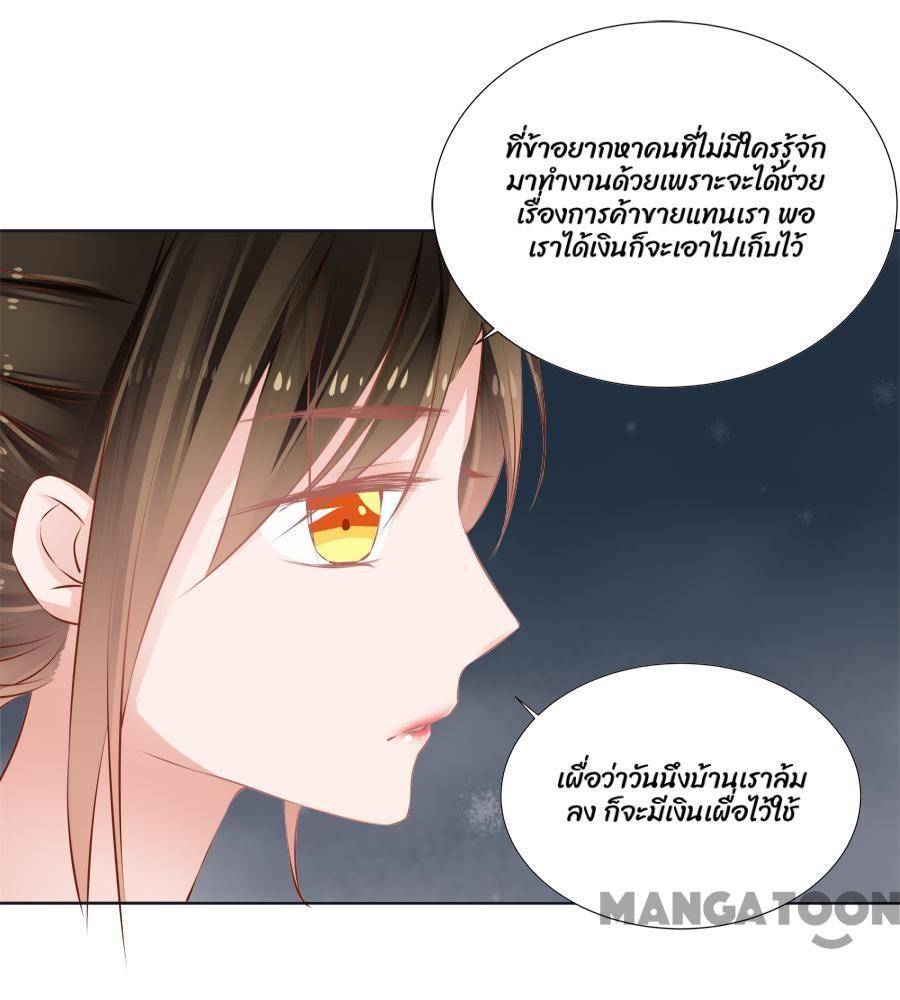 ที่ข้าอยากหาคนที่ไม่มีใครรู้จัก
มาทำงานด้วยเพราะจะได้ช่วย
เรื่องการค้าขายแทนเรา พอ
เราได้เงินก็จะเอาไปเก็บไว้
เผื่อว่าวันนึงบ้านเราล้ม
ลง ก็จะมีเงินเผื่อไว้ใช้
MANGATOON